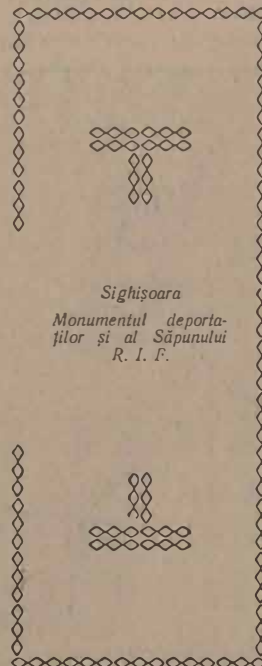 Sighișoara
Monumentul deporta-
ților și al Săpunului
R. I. F.